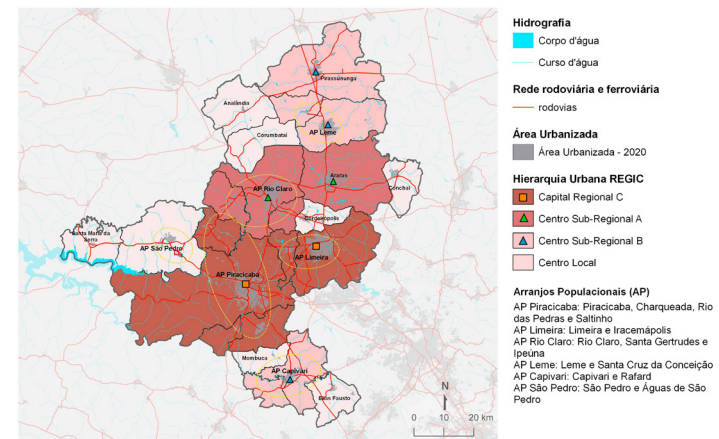 Pirassununga
Analândia
AP Leme
Corumbataí
AP Rio Claro
Araras
Conchal
Cordeirópolis
Santa Maria da
Serra
AP São Pedro
AP Limeira
AP Piracicaba
Mombuca
AP Capivari
Elias Fausto
N
0 10 20 km
Hidrografia
Corpo d'água
Curso d'água
Rede rodoviária e ferroviária
rodovias
Área Urbanizada
Área Urbanizada - 2020
Hierarquia Urbana REGIC
Capital Regional C
Centro Sub-Regional A
Centro Sub-Regional B
Centro Local
Arranjos Populacionais (AP)
AP Piracicaba: Piracicaba, Charqueada, Rio
das Pedras e Saltinho
AP Limeira: Limeira e Iracemápolis
AP Rio Claro: Rio Claro, Santa Gertrudes e
Ipeúna
AP Leme: Leme e Santa Cruz da Conceição
AP Capivari: Capivari e Rafard
AP São Pedro: São Pedro e Águas de São
Pedro